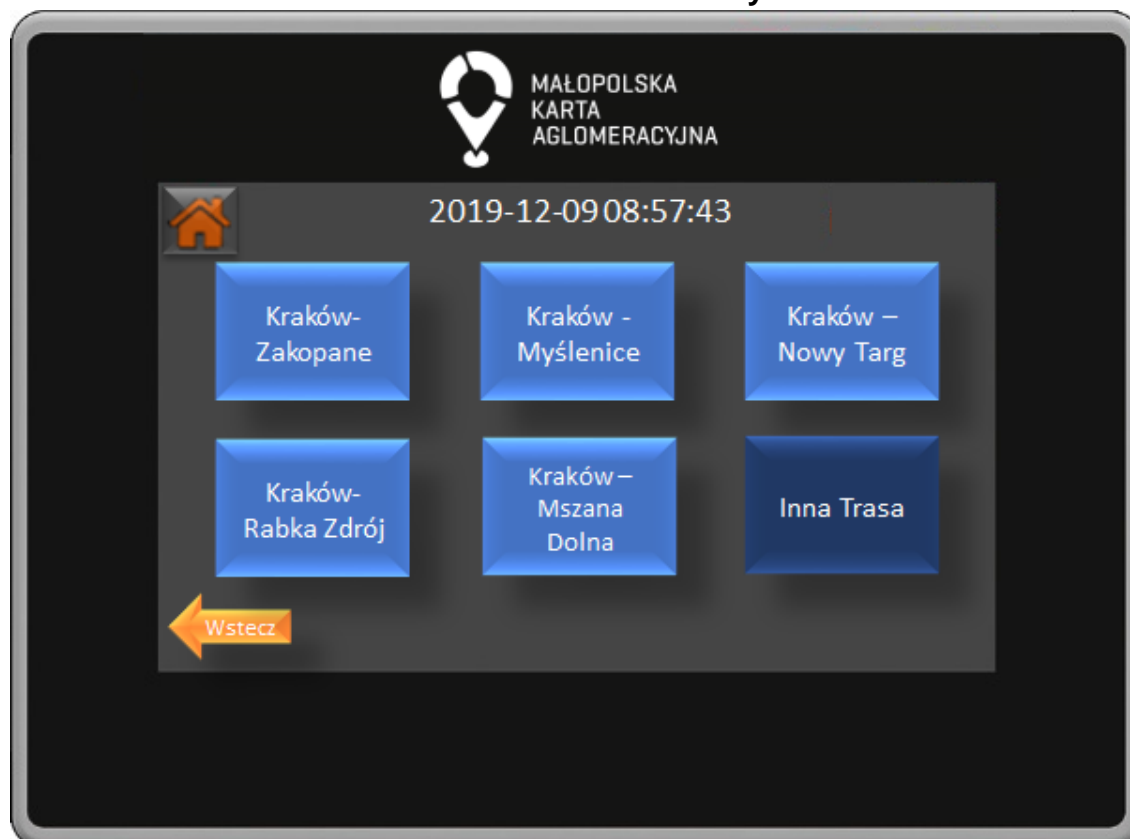 MAŁOPOLSKA
KARTA
AGLOMERACYJNA
2019-12-09 08:57:43
Kraków-
Zakopane
Kraków -
Myślenice
Kraków –
Nowy Targ
Kraków-
Rabka Zdrój
Kraków –
Mszana
Dolna
Inna Trasa
Wstecz